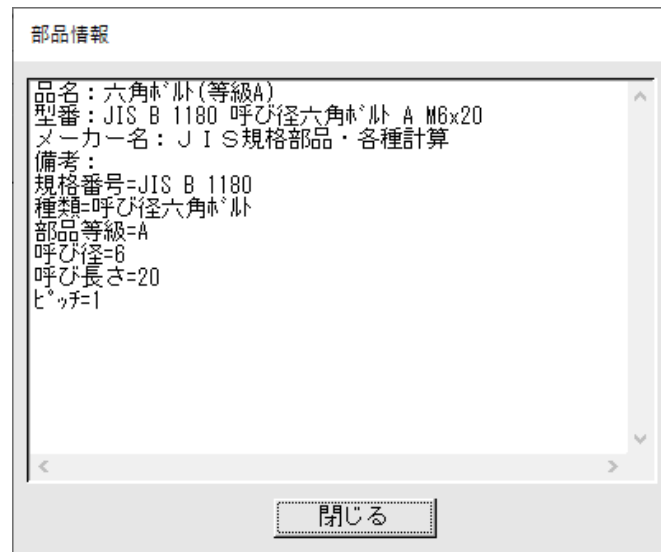 部品情報
品名：六角ﾎﾞﾙﾄ(等級A)
型番：JIS B 1180 呼び径六角ﾎﾞﾙﾄ A M6x20
メーカー名：ＪＩＳ規格部品・各種計算
備考：
規格番号=JIS B 1180
種類=呼び径六角ﾎﾞﾙﾄ
部品等級=A
呼び径=6
呼び長さ=20
ﾋﾟｯﾁ=1
閉じる